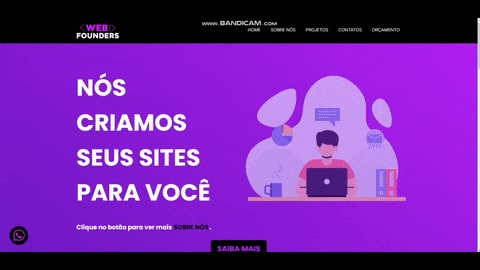 www.BANDICAM.com
<WEB/>
FOUNDERS
HOME SOBRE NÓS PROJETOS CONTATOS ORÇAMENTO
NÓS
CRIAMOS
SEUS SITES
PARA VOCÊ
Clique no botão para ver mais SOBRE NÓS .
SAIBA MAIS